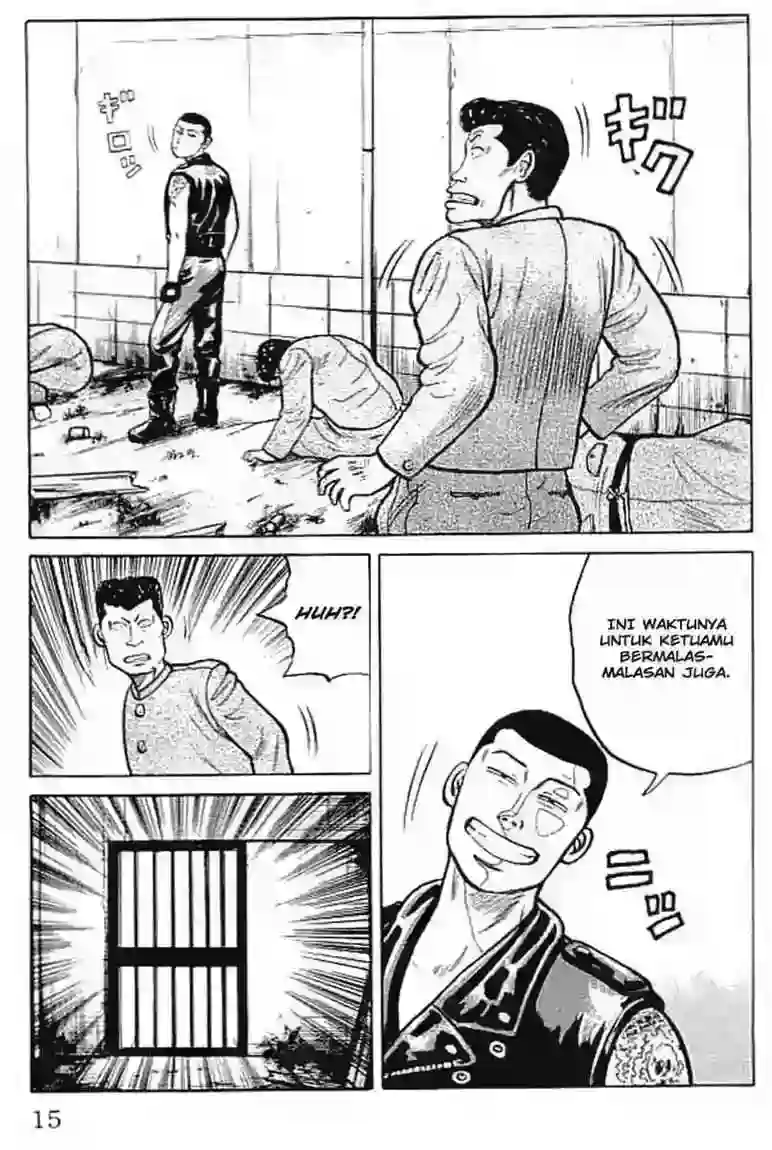 ギク
ギロッ
INI WAKTUNYA
UNTUK KETUAMU
BERMALAS-
MALASAN JUGA.
ニッ
HUH?!
15